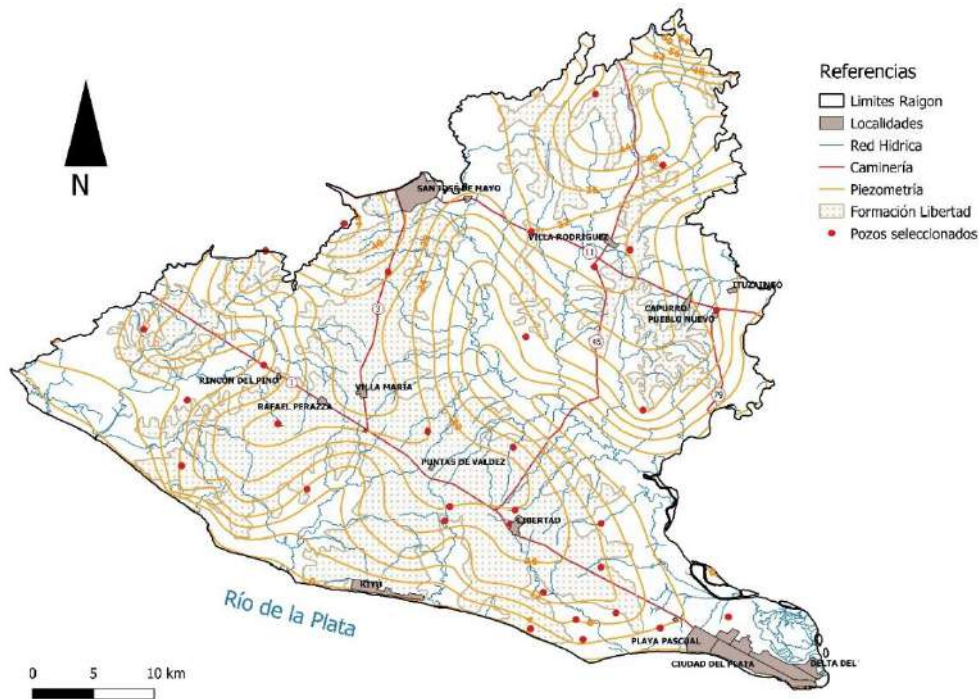 Referencias
Limites Raigon
Localidades
Red Hidrica
Caminería
Piezometría
Formación Libertad
Pozos seleccionados
N
SAN JOSÉ DE MAYO
VILLA RODRIGUEZ
11
ITUZAINGÓ
CAPURRO
PUEBLO NUEVO
3
45
79
RINCÓN DEL PINO
1
VILLA MARÍA
RAFAEL PERAZZA
PUNTAS DE VALDEZ
LIBERTAD
KIYU
Río de la Plata
PLAYA PASCUAL
CIUDAD DEL PLATA
DELTA DEL
0 5 10 km